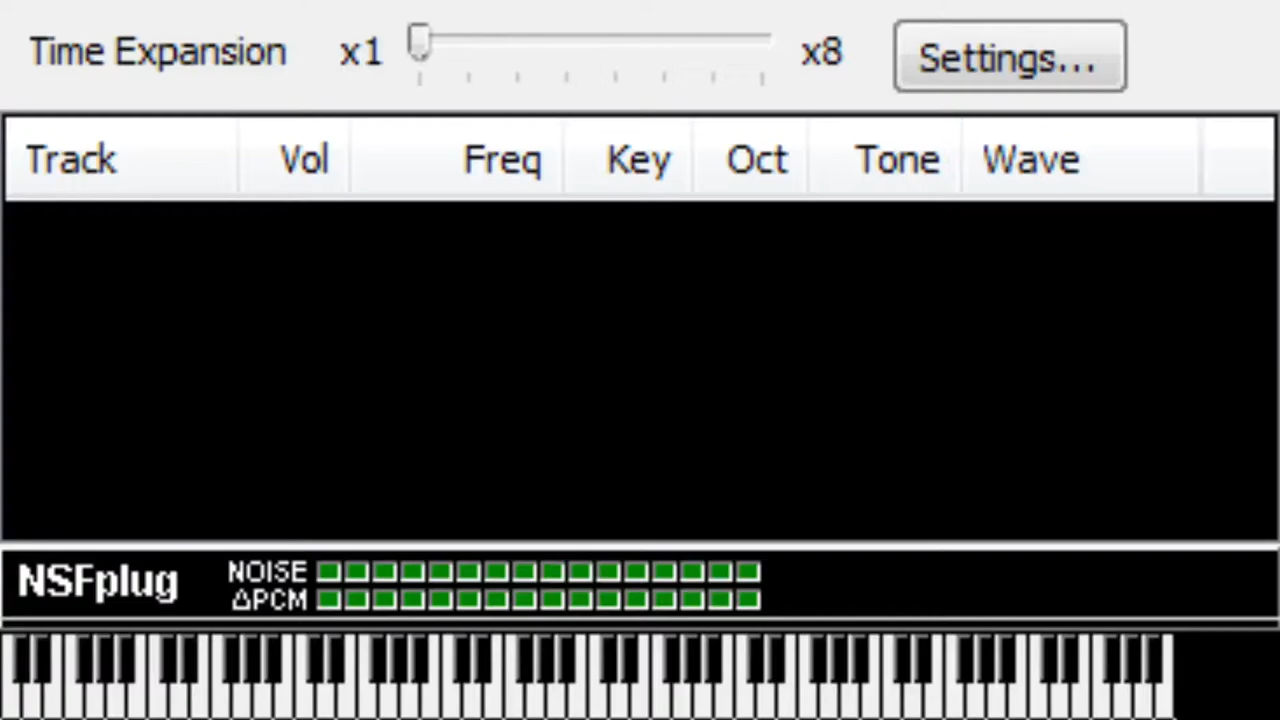 Time Expansion x1 x8 Settings...
Track Vol Freq Key Oct Tone Wave
NSFplug
NOISE
ΔPCM